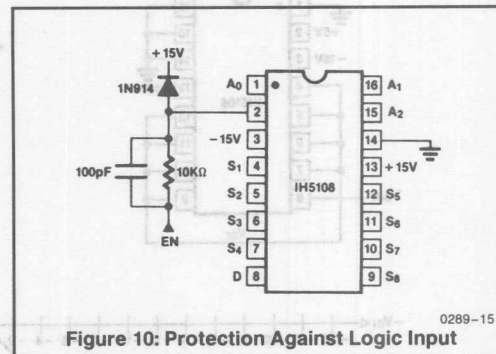 +15V
1N914
100pF
10KΩ
EN
A₀ 1
2
-15V 3
S₁ 4
S₂ 5
S₃ 6
S₄ 7
D 8
IH5108
16 A₁
15 A₂
14
13 +15V
12 S₅
11 S₆
10 S₇
9 S₈
0289-15
Figure 10: Protection Against Logic Input